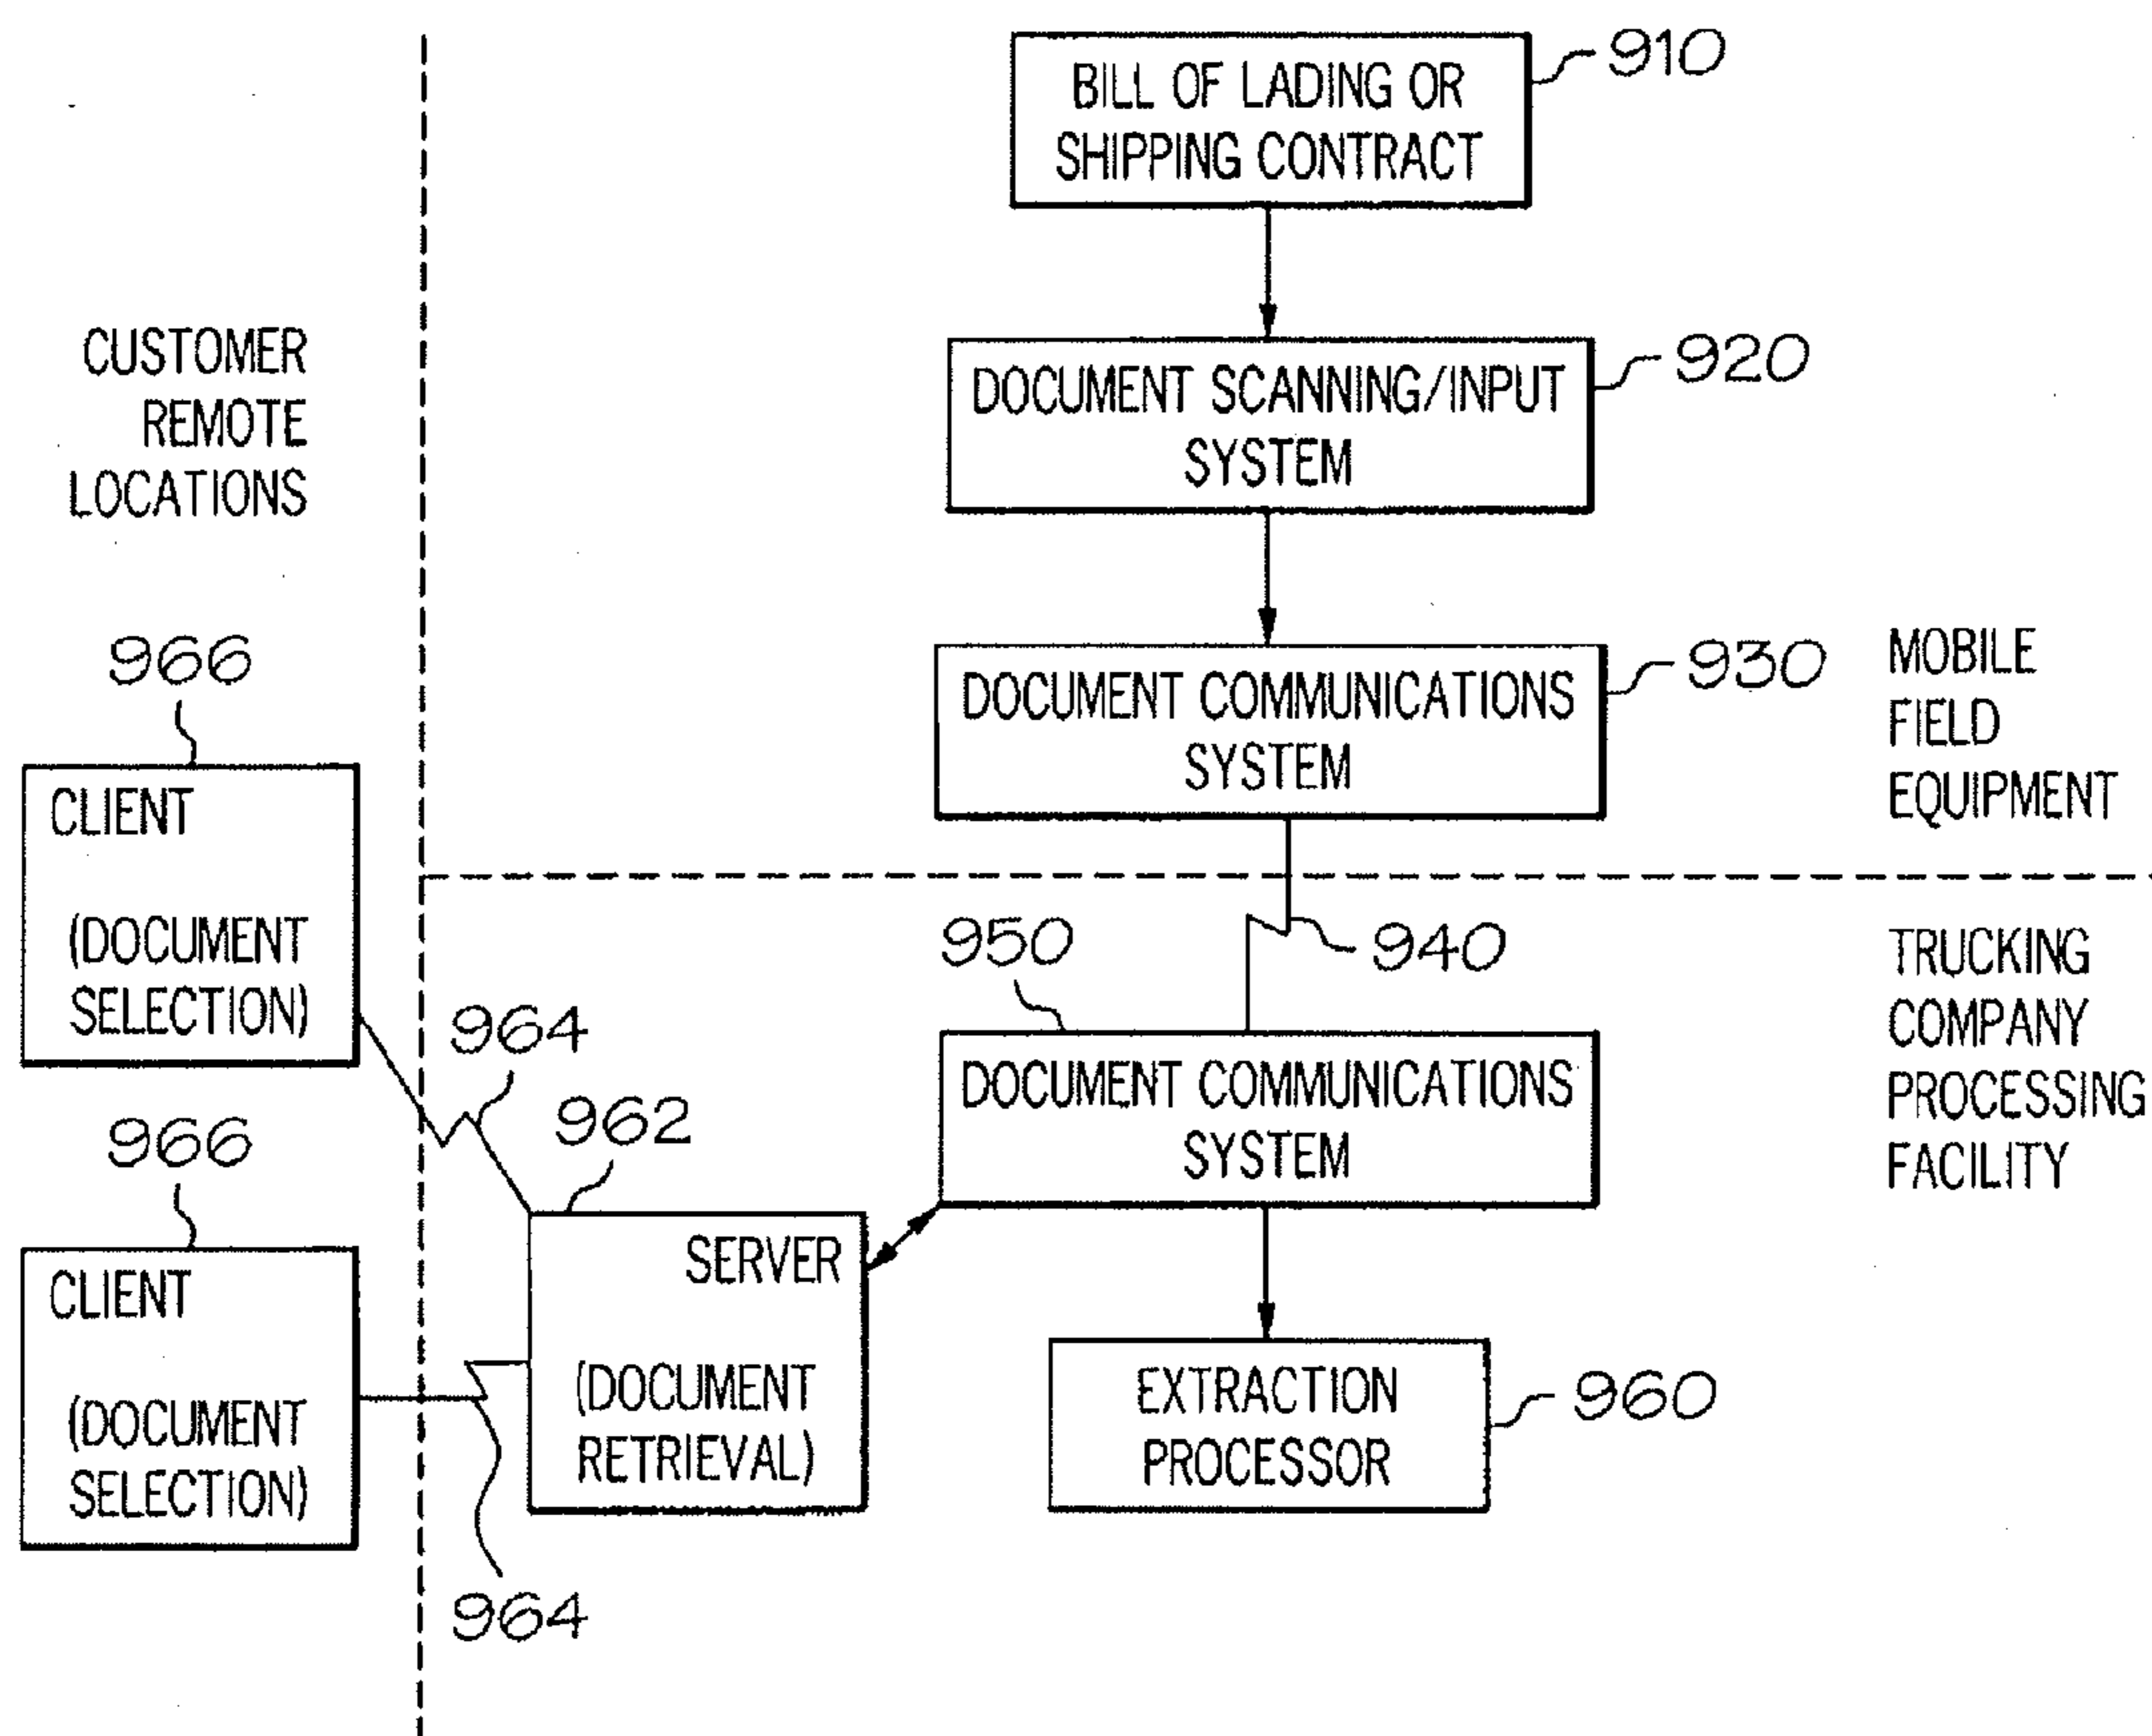 910
BILL OF LADING OR
SHIPPING CONTRACT
920
DOCUMENT SCANNING/INPUT
SYSTEM
CUSTOMER
REMOTE
LOCATIONS
930
DOCUMENT COMMUNICATIONS
SYSTEM
MOBILE
FIELD
EQUIPMENT
966
CLIENT
(DOCUMENT
SELECTION)
940
950
DOCUMENT COMMUNICATIONS
SYSTEM
TRUCKING
COMPANY
PROCESSING
FACILITY
964
962
SERVER
(DOCUMENT
RETRIEVAL)
966
CLIENT
(DOCUMENT
SELECTION)
964
EXTRACTION
PROCESSOR
960